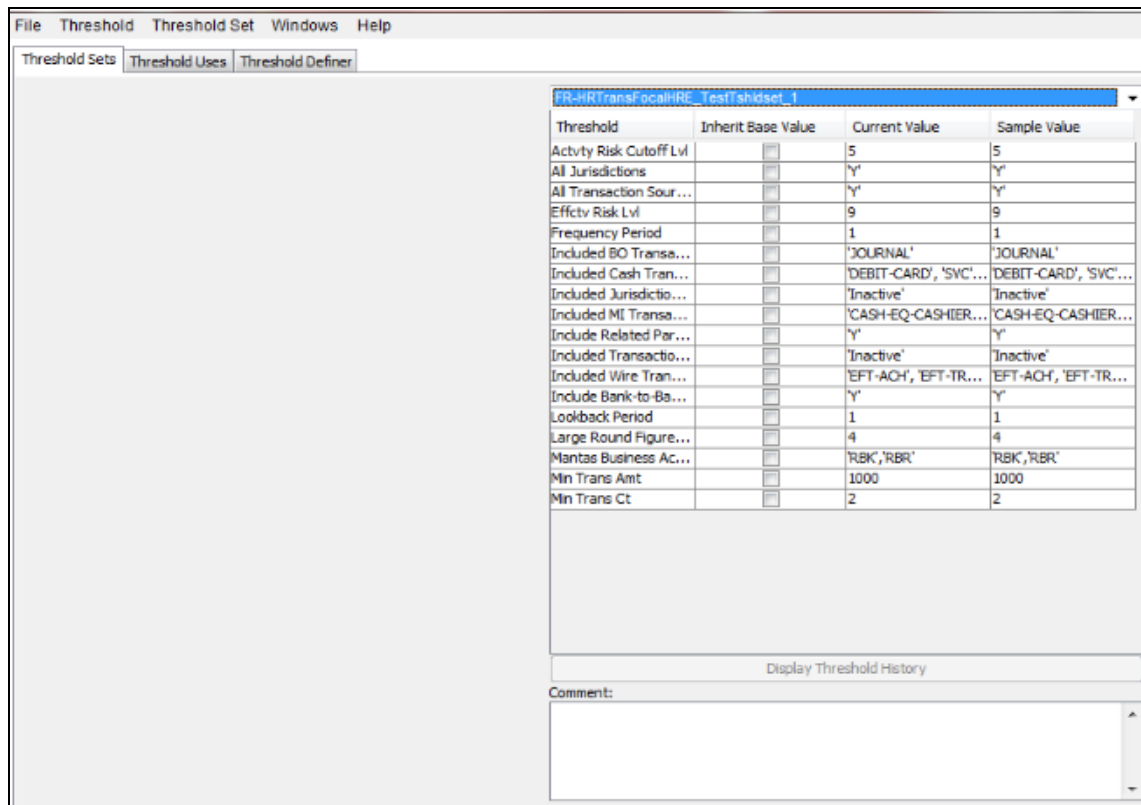 File Threshold Threshold Set Windows Help
Threshold Sets Threshold Uses Threshold Definer
FR-HRTransFocalHRE_TestTshldset_1
Threshold Inherit Base Value Current Value Sample Value
Actvty Risk Cutoff Lvl 5 5
All Jurisdictions 'Y' 'Y'
All Transaction Sour... 'Y' 'Y'
Effctv Risk Lvl 9 9
Frequency Period 1 1
Included BO Transa... 'JOURNAL' 'JOURNAL'
Included Cash Tran... 'DEBIT-CARD', 'SVC'... 'DEBIT-CARD', 'SVC'...
Included Jurisdictio... 'Inactive' 'Inactive'
Included MI Transa... 'CASH-EQ-CASHIER... 'CASH-EQ-CASHIER...
Include Related Par... 'Y' 'Y'
Included Transactio... 'Inactive' 'Inactive'
Included Wire Tran... 'EFT-ACH', 'EFT-TR... 'EFT-ACH', 'EFT-TR...
Include Bank-to-Ba... 'Y' 'Y'
Lookback Period 1 1
Large Round Figure... 4 4
Mantas Business Ac... 'RBK','RBR' 'RBK','RBR'
Min Trans Amt 1000 1000
Min Trans Ct 2 2
Display Threshold History
Comment: